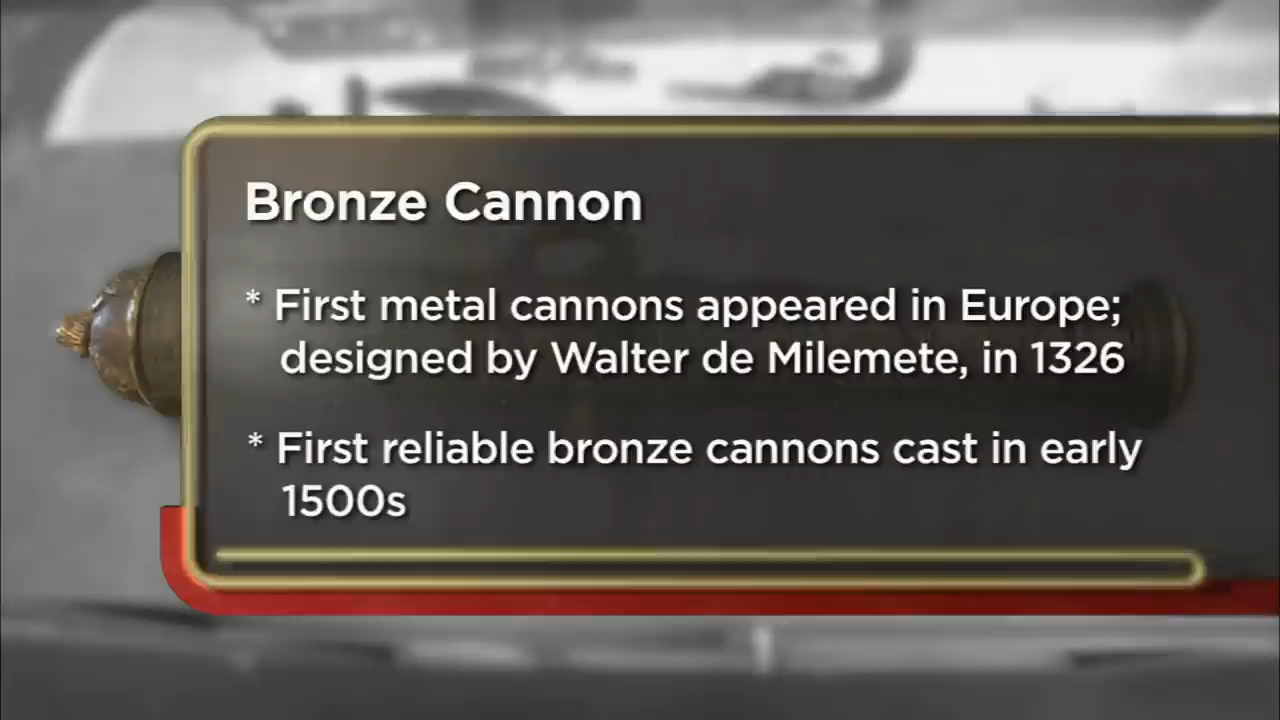 Bronze Cannon
* First metal cannons appeared in Europe;
designed by Walter de Milemete, in 1326
* First reliable bronze cannons cast in early
1500s